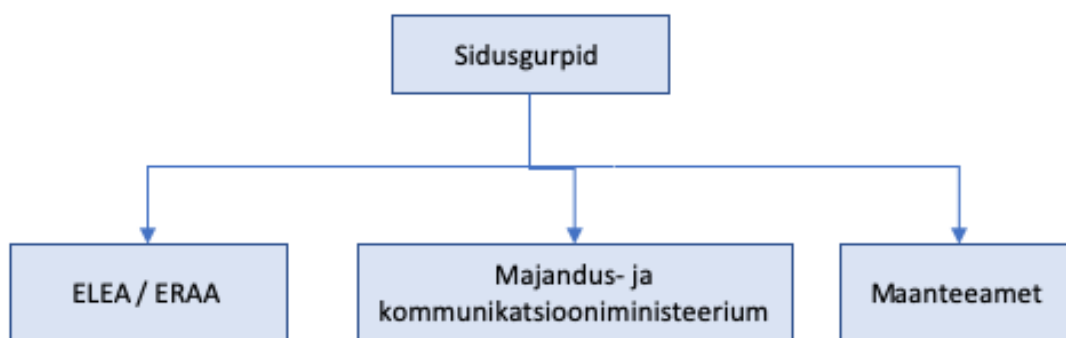 Sidusgurpid
ELEA / ERAA
Majandus- ja
kommunikatsiooniministeerium
Maanteeamet